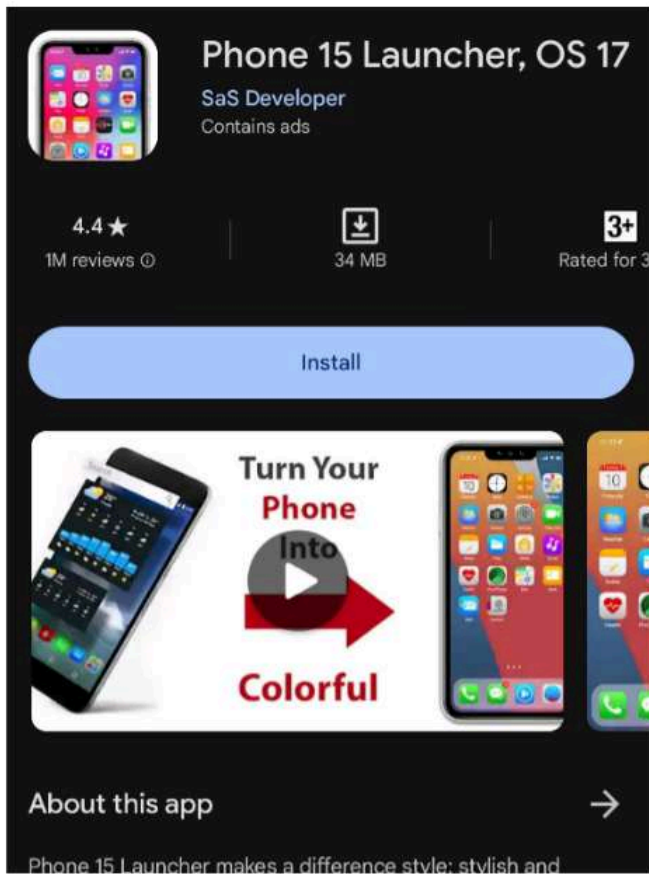 Phone 15 Launcher, OS 17
SaS Developer
Contains ads
4.4★
1M reviews
34 MB
3+
Rated for 3
Install
Turn Your
Phone
Into
Colorful
About this app
Phone 15 Launcher makes a difference style: stylish and